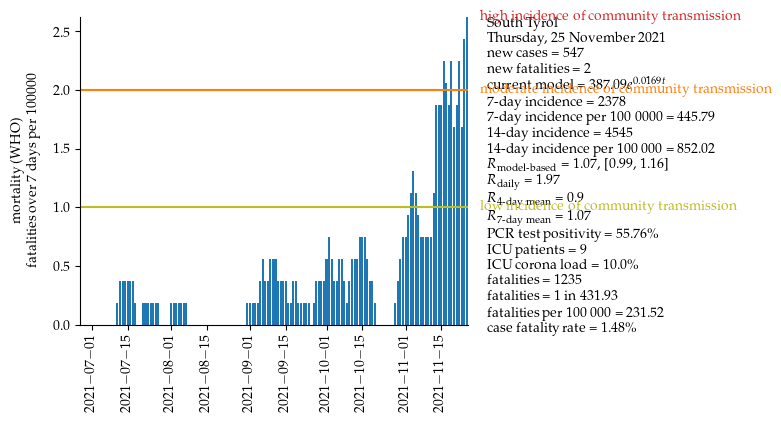 high incidence of community transmission
South Tyrol
Thursday, 25 November 2021
new cases = 547
new fatalities = 2
current model = 387.09e^0.0169t
moderate incidence of community transmission
7-day incidence = 2378
7-day incidence per 100 0000 = 445.79
14-day incidence = 4545
14-day incidence per 100 000 = 852.02
Rmodel-based = 1.07, [0.99, 1.16]
Rdaily = 1.97
R4-day mean = 0.9
low incidence of community transmission
R7-day mean = 1.07
PCR test positivity = 55.76%
ICU patients = 9
ICU corona load = 10.0%
fatalities = 1235
fatalities = 1 in 431.93
fatalities per 100 000 = 231.52
case fatality rate = 1.48%
mortality (WHO)
fatalities over 7 days per 100000
2.5
2.0
1.5
1.0
0.5
0.0
2021-07-01
2021-07-15
2021-08-01
2021-08-15
2021-09-01
2021-09-15
2021-10-01
2021-10-15
2021-11-01
2021-11-15